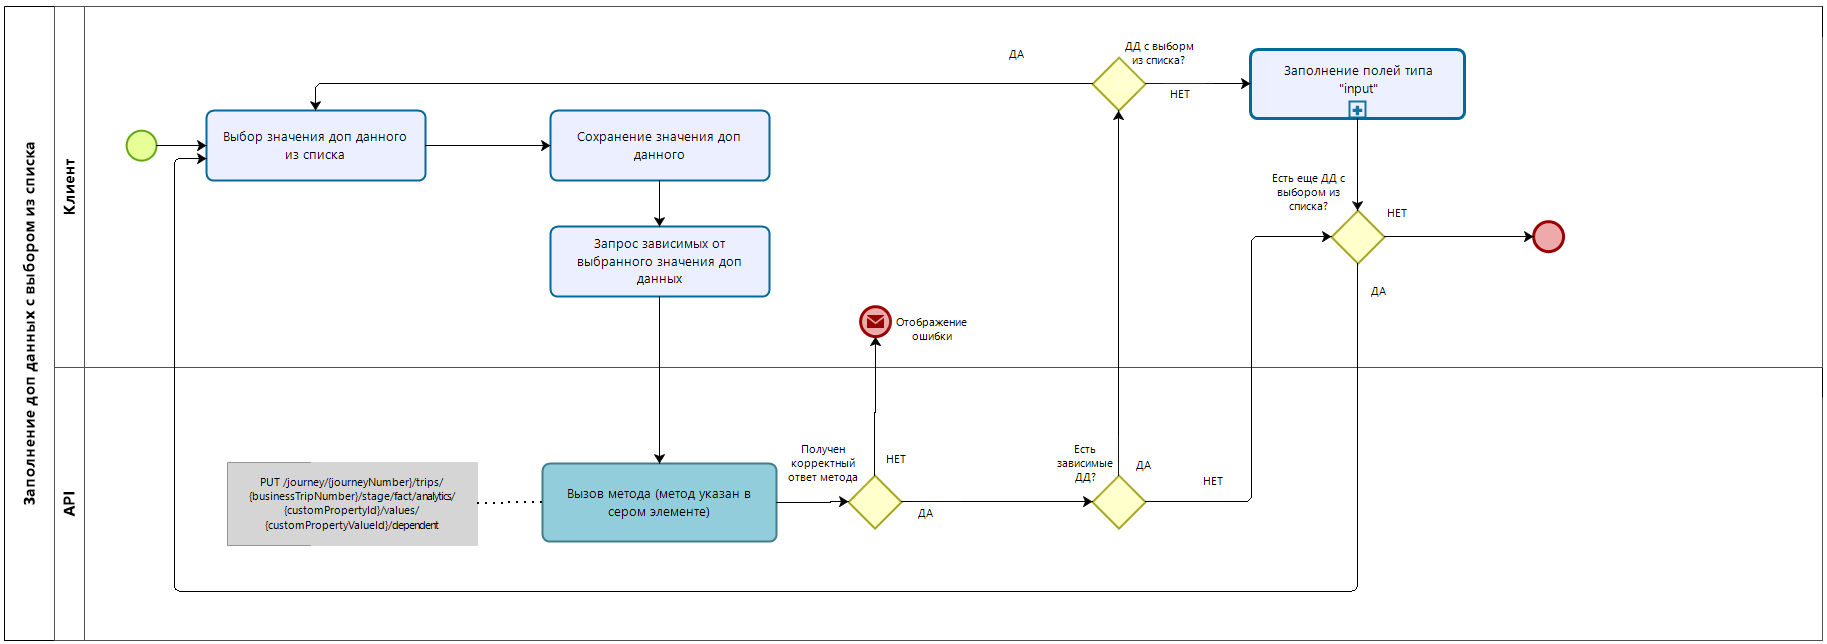 Заполнение доп данных с выбором из списка
Клиент
API
ДА
ДД с выборм
из списка?
НЕТ
Заполнение полей типа
"input"
Выбор значения доп данного
из списка
Сохранение значения доп
данного
Есть еще ДД с
выбором из
списка?
НЕТ
ДА
Запрос зависимых от
выбранного значения доп
данных
Отображение
ошибки
PUT /journey/{journeyNumber}/trips/
{businessTripNumber}/stage/fact/analytics/
{customPropertyId}/values/
{customPropertyValueId}/dependent
Вызов метода (метод указан в
сером элементе)
Получен
корректный
ответ метода
НЕТ
ДА
Есть
зависимые
ДД?
ДА
НЕТ